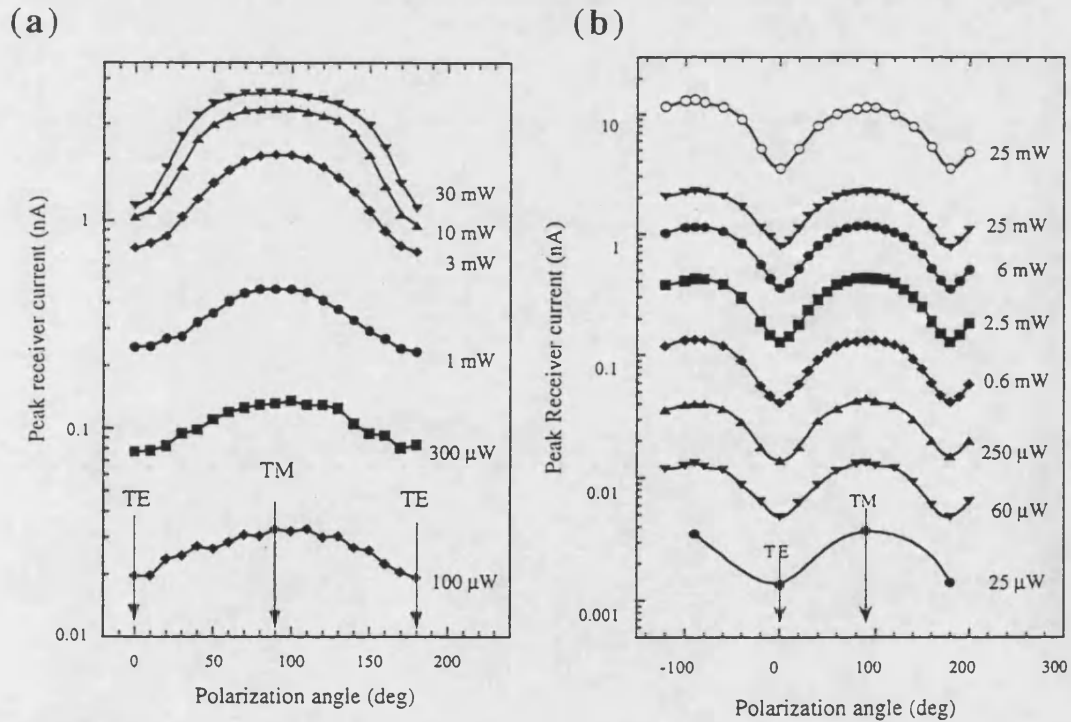 (a)
Peak receiver current (nA)
1
0.1
0.01
30 mW
10 mW
3 mW
1 mW
300 μW
100 μW
TE
TM
TE
0
50
100
150
200
Polarization angle (deg)
(b)
Peak Receiver current (nA)
10
1
0.1
0.01
0.001
25 mW
25 mW
6 mW
2.5 mW
0.6 mW
250 μW
60 μW
25 μW
TE
TM
-100
0
100
200
300
Polarization angle (deg)